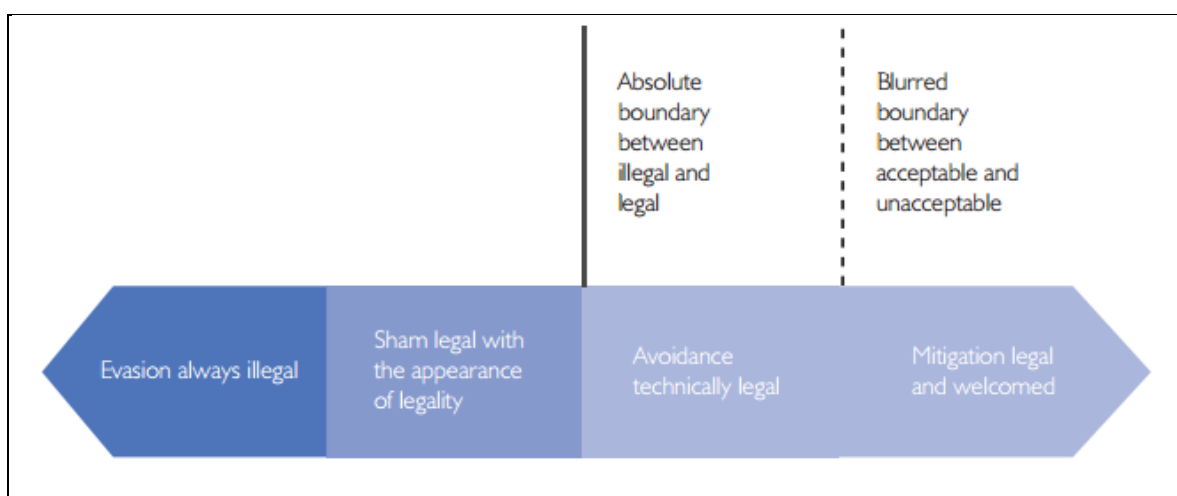 Absolute
boundary
between
illegal and
legal
Blurred
boundary
between
acceptable and
unacceptable
Evasion always illegal
Sham legal with
the appearance
of legality
Avoidance
technically legal
Mitigation legal
and welcomed